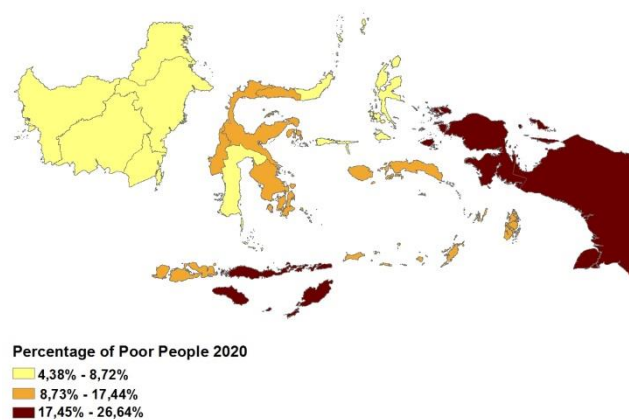 Percentage of Poor People 2020
4,38% - 8,72%
8,73% - 17,44%
17,45% - 26,64%